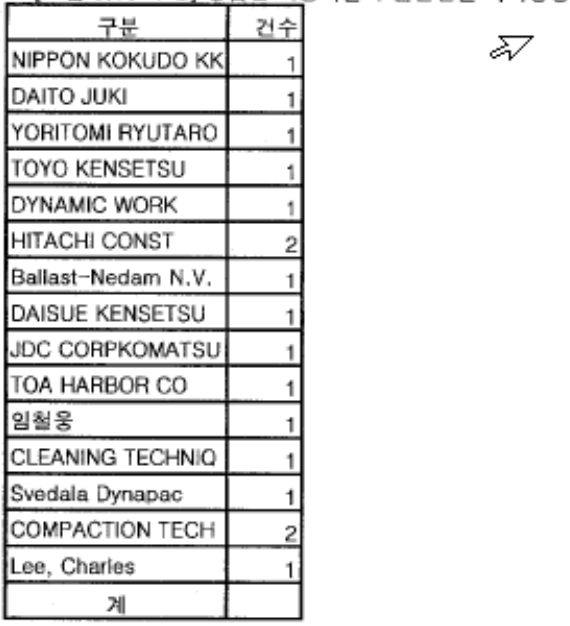 구분 건수
NIPPON KOKUDO KK 1
DAITO JUKI 1
YORITOMI RYUTARO 1
TOYO KENSETSU 1
DYNAMIC WORK 1
HITACHI CONST 2
Ballast-Nedam N.V. 1
DAISUE KENSETSU 1
JDC CORPKOMATSU 1
TOA HARBOR CO 1
임철웅 1
CLEANING TECHNIQ 1
Svedala Dynapac 1
COMPACTION TECH 2
Lee, Charles 1
계